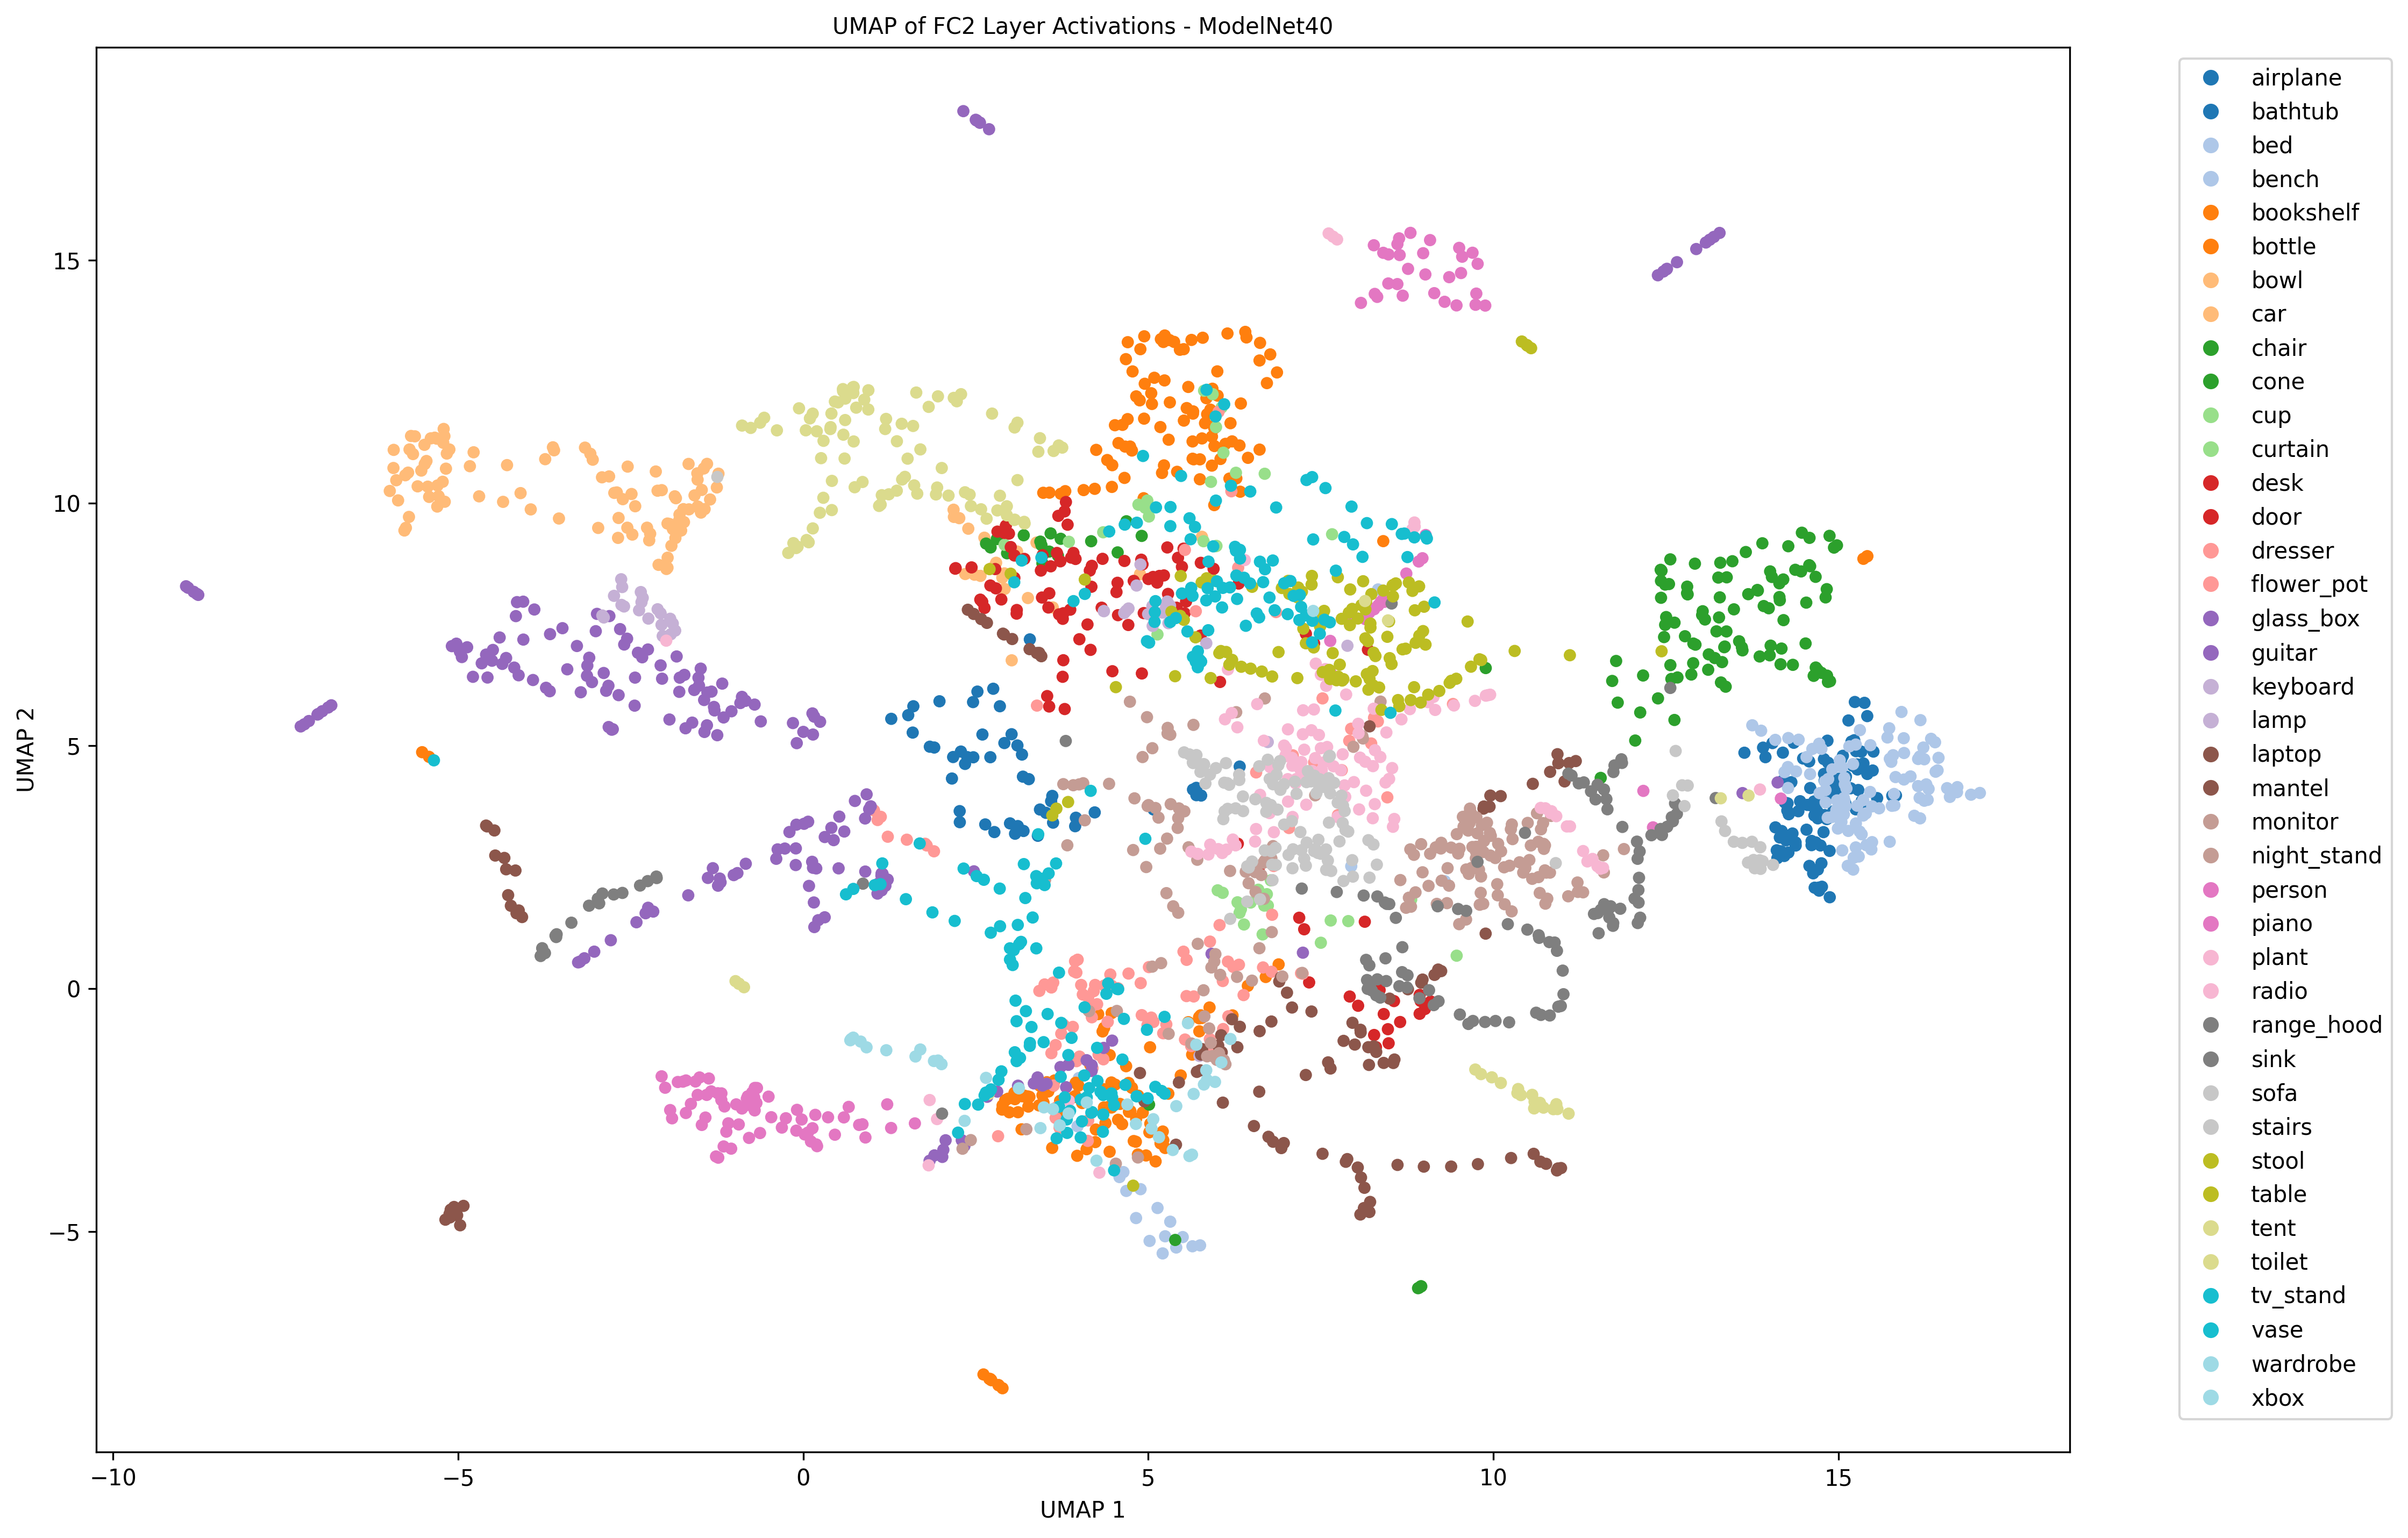 UMAP of FC2 Layer Activations - ModelNet40
15
10
5
0
−5
UMAP 2
−10
−5
0
5
10
15
UMAP 1
airplane
bathtub
bed
bench
bookshelf
bottle
bowl
car
chair
cone
cup
curtain
desk
door
dresser
flower_pot
glass_box
guitar
keyboard
lamp
laptop
mantel
monitor
night_stand
person
piano
plant
radio
range_hood
sink
sofa
stairs
stool
table
tent
toilet
tv_stand
vase
wardrobe
xbox